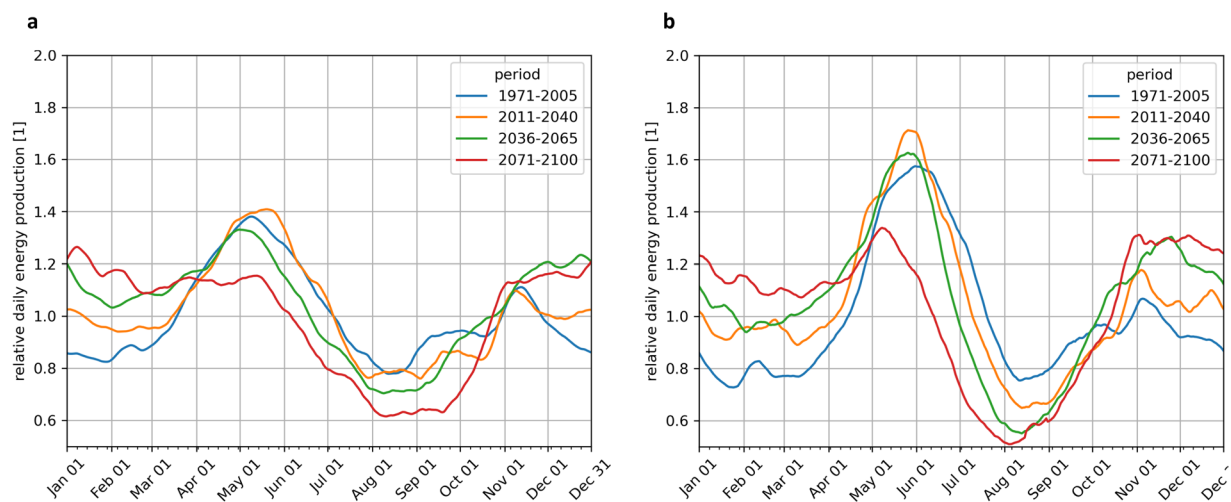 a
2.0
1.8
1.6
1.4
1.2
1.0
0.8
0.6
relative daily energy production [1]
period
1971-2005
2011-2040
2036-2065
2071-2100
Jan 01
Feb 01
Mar 01
Apr 01
May 01
Jun 01
Jul 01
Aug 01
Sep 01
Oct 01
Nov 01
Dec 01
Dec 31
b
2.0
1.8
1.6
1.4
1.2
1.0
0.8
0.6
relative daily energy production [1]
period
1971-2005
2011-2040
2036-2065
2071-2100
Jan 01
Feb 01
Mar 01
Apr 01
May 01
Jun 01
Jul 01
Aug 01
Sep 01
Oct 01
Nov 01
Dec 01
Dec